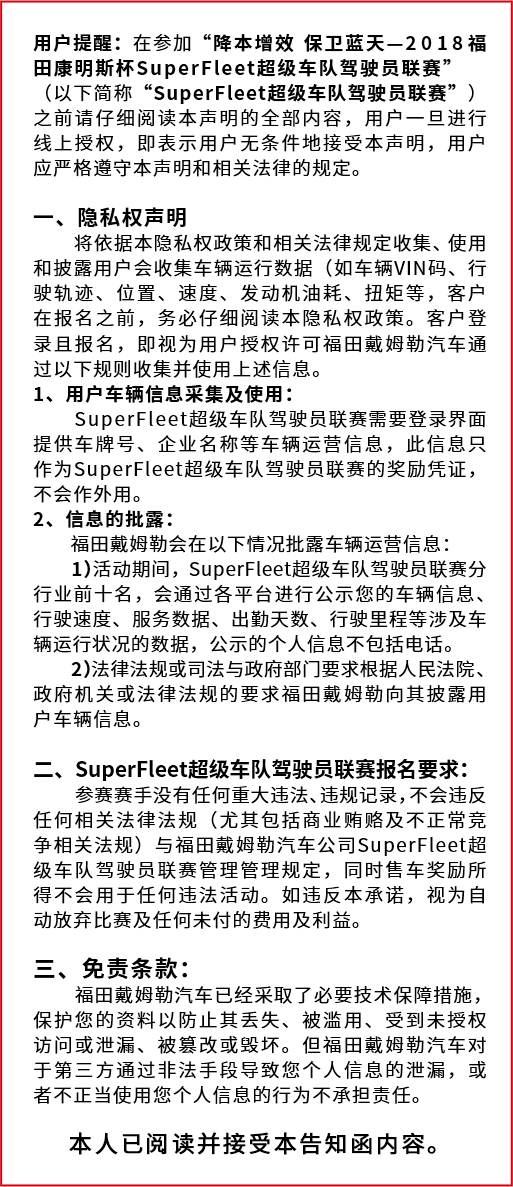 用户提醒：在参加“降本增效 保卫蓝天—2018福
田康明斯杯SuperFleet超级车队驾驶员联赛”
（以下简称“SuperFleet超级车队驾驶员联赛”）
之前请仔细阅读本声明的全部内容，用户一旦进行
线上授权，即表示用户无条件地接受本声明，用户
应严格遵守本声明和相关法律的规定。
一、隐私权声明
将依据本隐私权政策和相关法律规定收集、使用
和披露用户会收集车辆运行数据（如车辆VIN码、行
驶轨迹、位置、速度、发动机油耗、扭矩等，客户
在报名之前，务必仔细阅读本隐私权政策。客户登
录且报名，即视为用户授权许可福田戴姆勒汽车通
过以下规则收集并使用上述信息。
1、用户车辆信息采集及使用：
SuperFleet超级车队驾驶员联赛需要登录界面
提供车牌号、企业名称等车辆运营信息，此信息只
作为SuperFleet超级车队驾驶员联赛的奖励凭证，
不会作外用。
2、信息的批露：
福田戴姆勒会在以下情况批露车辆运营信息：
1)活动期间，SuperFleet超级车队驾驶员联赛分
行业前十名，会通过各平台进行公示您的车辆信息、
行驶速度、服务数据、出勤天数、行驶里程等涉及车
辆运行状况的数据，公示的个人信息不包括电话。
2)法律法规或司法与政府部门要求根据人民法院、
政府机关或法律法规的要求福田戴姆勒向其披露用
户车辆信息。
二、SuperFleet超级车队驾驶员联赛报名要求：
参赛赛手没有任何重大违法、违规记录，不会违反
任何相关法律法规（尤其包括商业贿赂及不正常竞
争相关法规）与福田戴姆勒汽车公司SuperFleet超
级车队驾驶员联赛管理管理规定，同时售车奖励所
得不会用于任何违法活动。如违反本承诺，视为自
动放弃比赛及任何未付的费用及利益。
三、免责条款：
福田戴姆勒汽车已经采取了必要技术保障措施，
保护您的资料以防止其丢失、被滥用、受到未授权
访问或泄漏、被篡改或毁坏。但福田戴姆勒汽车对
于第三方通过非法手段导致您个人信息的泄漏，或
者不正当使用您个人信息的行为不承担责任。
本人已阅读并接受本告知函内容。